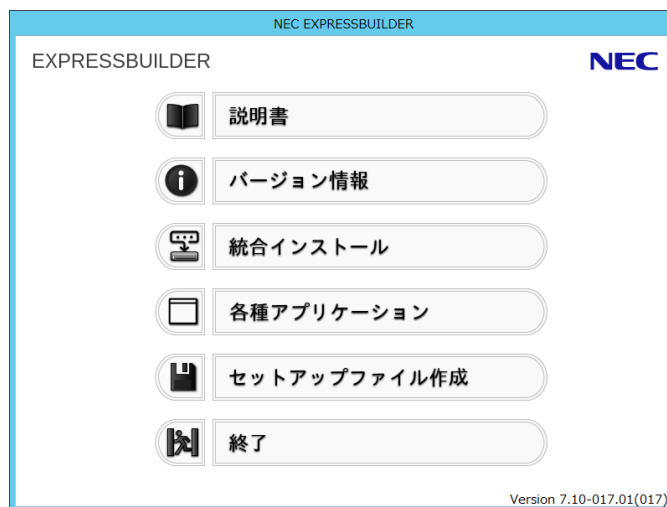 NEC EXPRESSBUILDER
EXPRESSBUILDER
NEC
説明書
バージョン情報
統合インストール
各種アプリケーション
セットアップファイル作成
終了
Version 7.10-017.01(017)